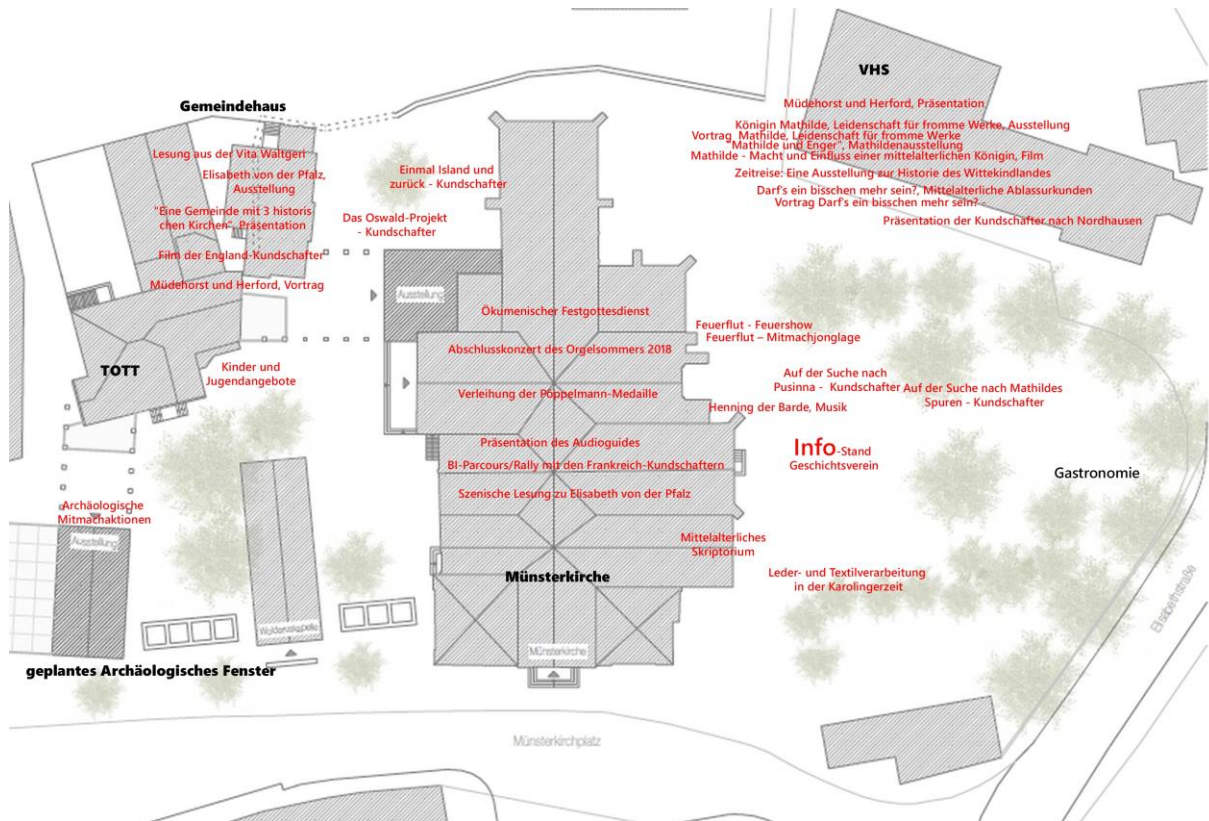 VHS
Müdehorst und Herford, Präsentation
Königin Mathilde, Leidenschaft für fromme Werke, Ausstellung
Vortrag Mathilde, Leidenschaft für fromme Werke
"Mathilde und Enger", Mathildenausstellung
Mathilde - Macht und Einfluss einer mittelalterlichen Königin, Film
Zeitreise: Eine Ausstellung zur Historie des Wittekindlandes
Darf's ein bisschen mehr sein?, Mittelalterliche Ablassurkunden
Vortrag Darf's ein bisschen mehr sein? -
Präsentation der Kundschafter nach Nordhausen
Gemeindehaus
Lesung aus der Vita Waltgeri
Elisabeth von der Pfalz,
Ausstellung
"Eine Gemeinde mit 3 historis
chen Kirchen", Präsentation
Film der England-Kundschafter
Müdehorst und Herford, Vortrag
Einmal Island und
zurück - Kundschafter
Das Oswald-Projekt
- Kundschafter
Ausstellung
TOTT
Kinder und
Jugendangebote
Ökumenischer Festgottesdienst
Abschlusskonzert des Orgelsommers 2018
Verleihung der Pöppelmann-Medaille
Präsentation des Audioguides
BI-Parcours/Rally mit den Frankreich-Kundschaftern
Szenische Lesung zu Elisabeth von der Pfalz
Mittelalterliches
Skriptorium
Münsterkirche
Münsterkirche
Feuerflut - Feuershow
Feuerflut – Mitmachjonglage
Auf der Suche nach
Pusinna - Kundschafter
Auf der Suche nach Mathildes
Spuren - Kundschafter
Henning der Barde, Musik
Info-Stand
Geschichtsverein
Gastronomie
Leder- und Textilverarbeitung
in der Karolingerzeit
Elisabethstraße
Archäologische
Mitmachaktionen
Ausstellung
Wolderuskapelle
geplantes Archäologisches Fenster
Münsterkirchplatz